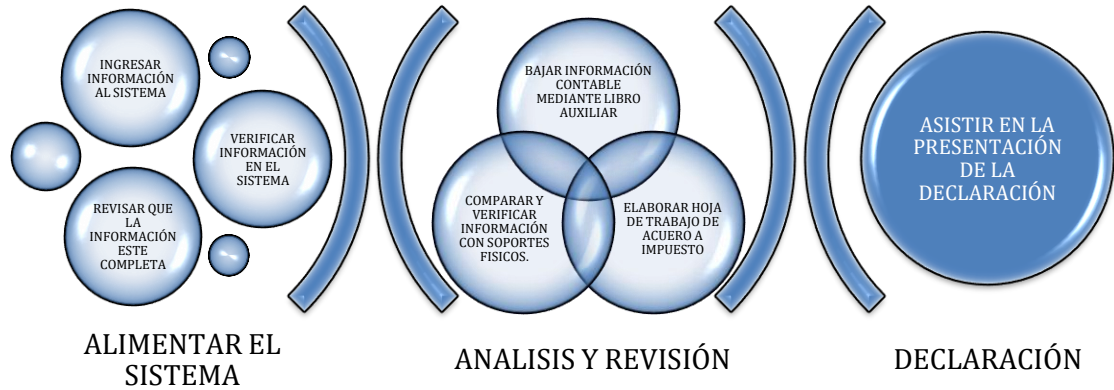 INGRESAR
INFORMACIÓN
AL SISTEMA
VERIFICAR
INFORMACIÓN
EN EL
SISTEMA
REVISAR QUE
LA
INFORMACIÓN
ESTE
COMPLETA
ALIMENTAR EL
SISTEMA
BAJAR INFORMACIÓN
CONTABLE
MEDIANTE LIBRO
AUXILIAR
COMPARAR Y
VERIFICAR
INFORMACIÓN
CON SOPORTES
FISICOS.
ELABORAR HOJA
DE TRABAJO DE
ACUERO A
IMPUESTO
ANALISIS Y REVISIÓN
ASISTIR EN LA
PRESENTACIÓN
DE LA
DECLARACIÓN
DECLARACIÓN